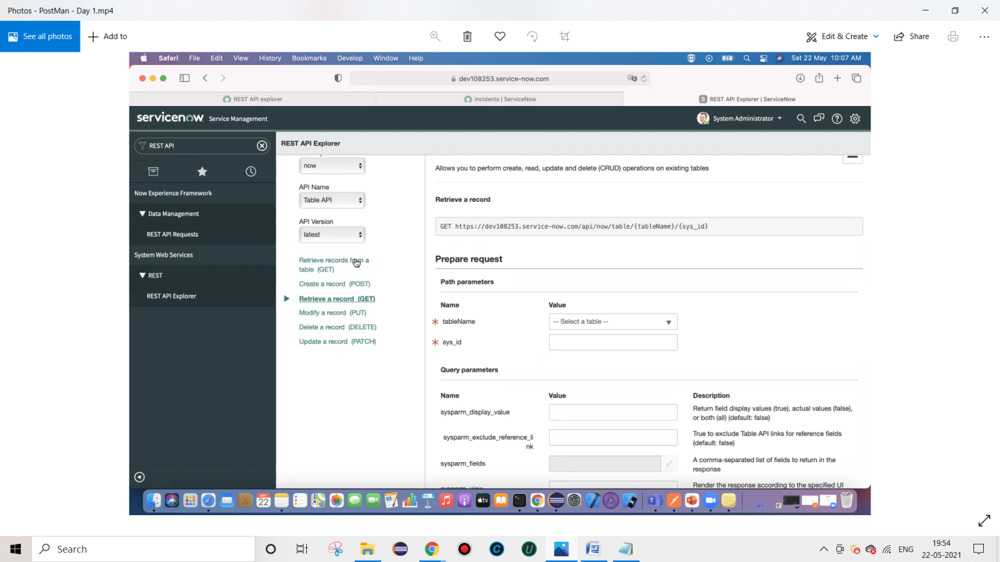 Photos - PostMan - Day 1.mp4
See all photos
Add to
Edit & Create
Share
Safari File Edit View History Bookmarks Develop Window Help
Sat 22 May 10:07 AM
dev108253.service-now.com
REST API explorer
Incidents | ServiceNow
S REST API Explorer | ServiceNow
servicenow Service Management
System Administrator
REST API
REST API Explorer
now
Allows you to perform create, read, update and delete (CRUD) operations on existing tables
Now Experience Framework
Data Management
REST API Requests
System Web Services
REST
REST API Explorer
API Name
Table API
API Version
latest
Retrieve records from a
table (GET)
Create a record (POST)
Retrieve a record (GET)
Modify a record (PUT)
Delete a record (DELETE)
Update a record (PATCH)
Retrieve a record
GET https://dev108253.service-now.com/api/now/table/{tableName}/{sys_id}
Prepare request
Path parameters
Name Value
tableName -- Select a table --
sys_id
Query parameters
Name Value Description
sysparm_display_value
Return field display values (true), actual values (false),
or both (all) (default: false)
sysparm_exclude_reference_li
nk
True to exclude Table API links for reference fields
(default: false)
sysparm_fields
A comma-separated list of fields to return in the
response
sysparm_view
Render the response according to the specified UI
22
tv
Search
ENG
19:54
22-05-2021